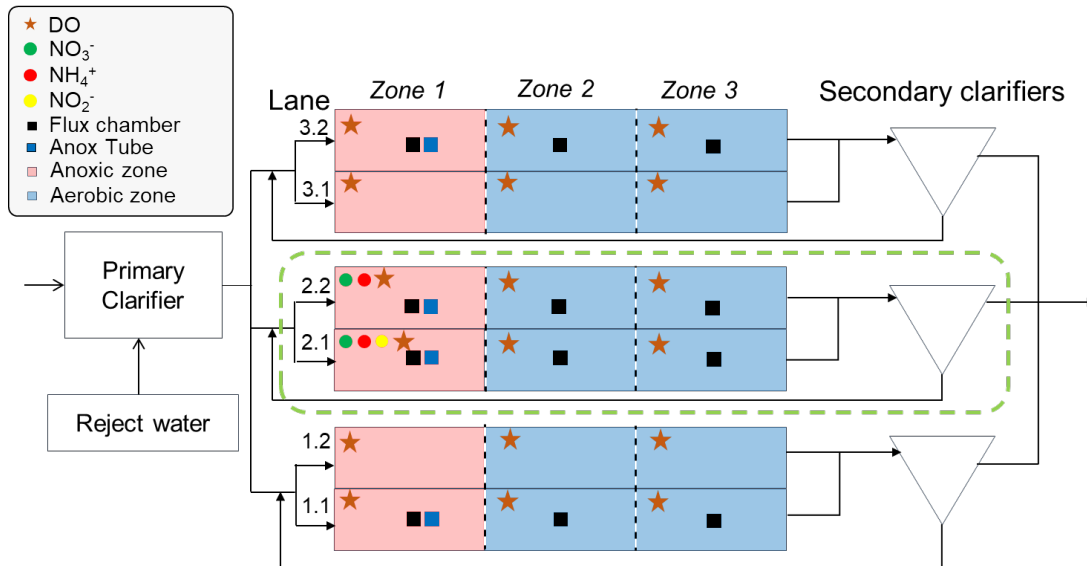 DO
NO₃⁻
NH₄⁺
NO₂⁻
Flux chamber
Anox Tube
Anoxic zone
Aerobic zone
Lane
Zone 1
Zone 2
Zone 3
Secondary clarifiers
3.2
3.1
Primary
Clarifier
2.2
2.1
Reject water
1.2
1.1